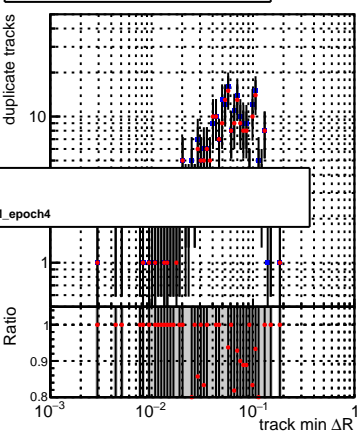 duplicate tracks
10
l_epoch4
1
Ratio
1
0.9
0.8
10⁻³ 10⁻² 10⁻¹ 1
track min ΔR